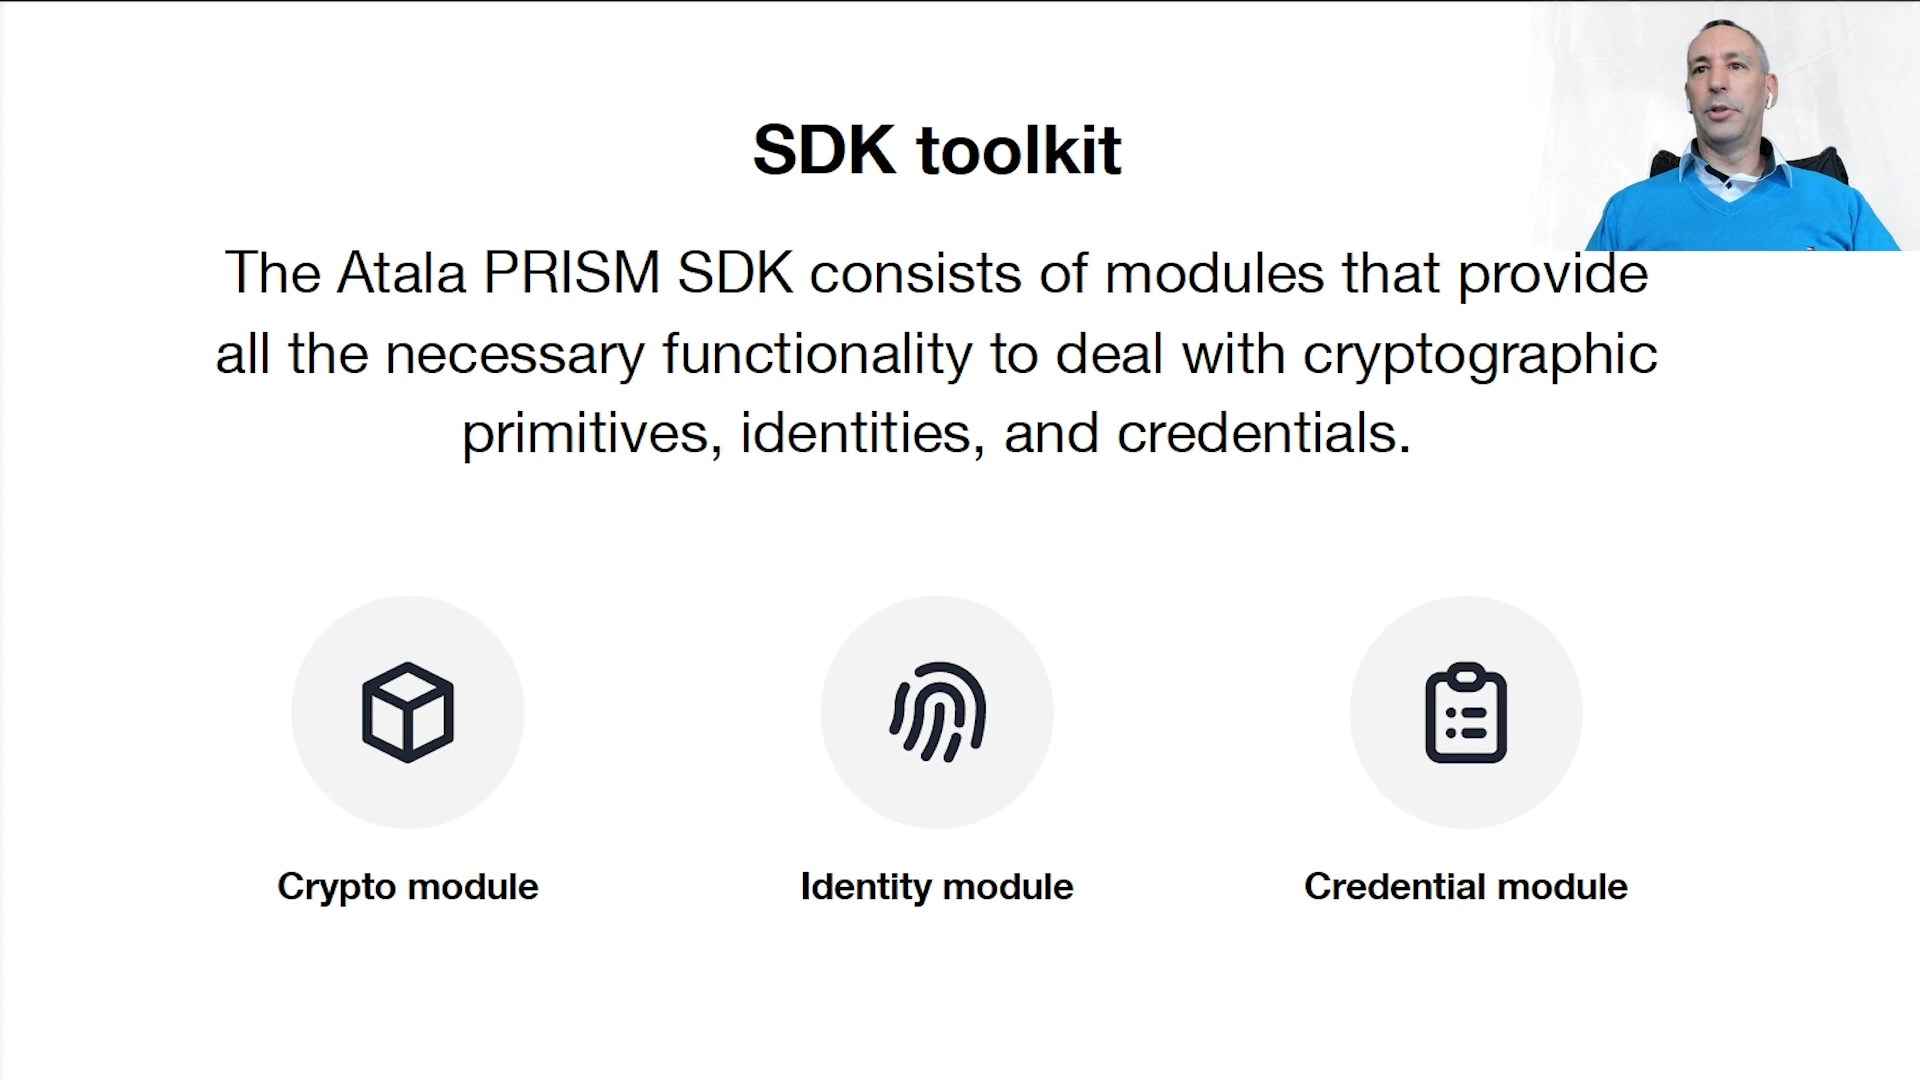 SDK toolkit
The Atala PRISM SDK consists of modules that provide
all the necessary functionality to deal with cryptographic
primitives, identities, and credentials.
Crypto module
Identity module
Credential module